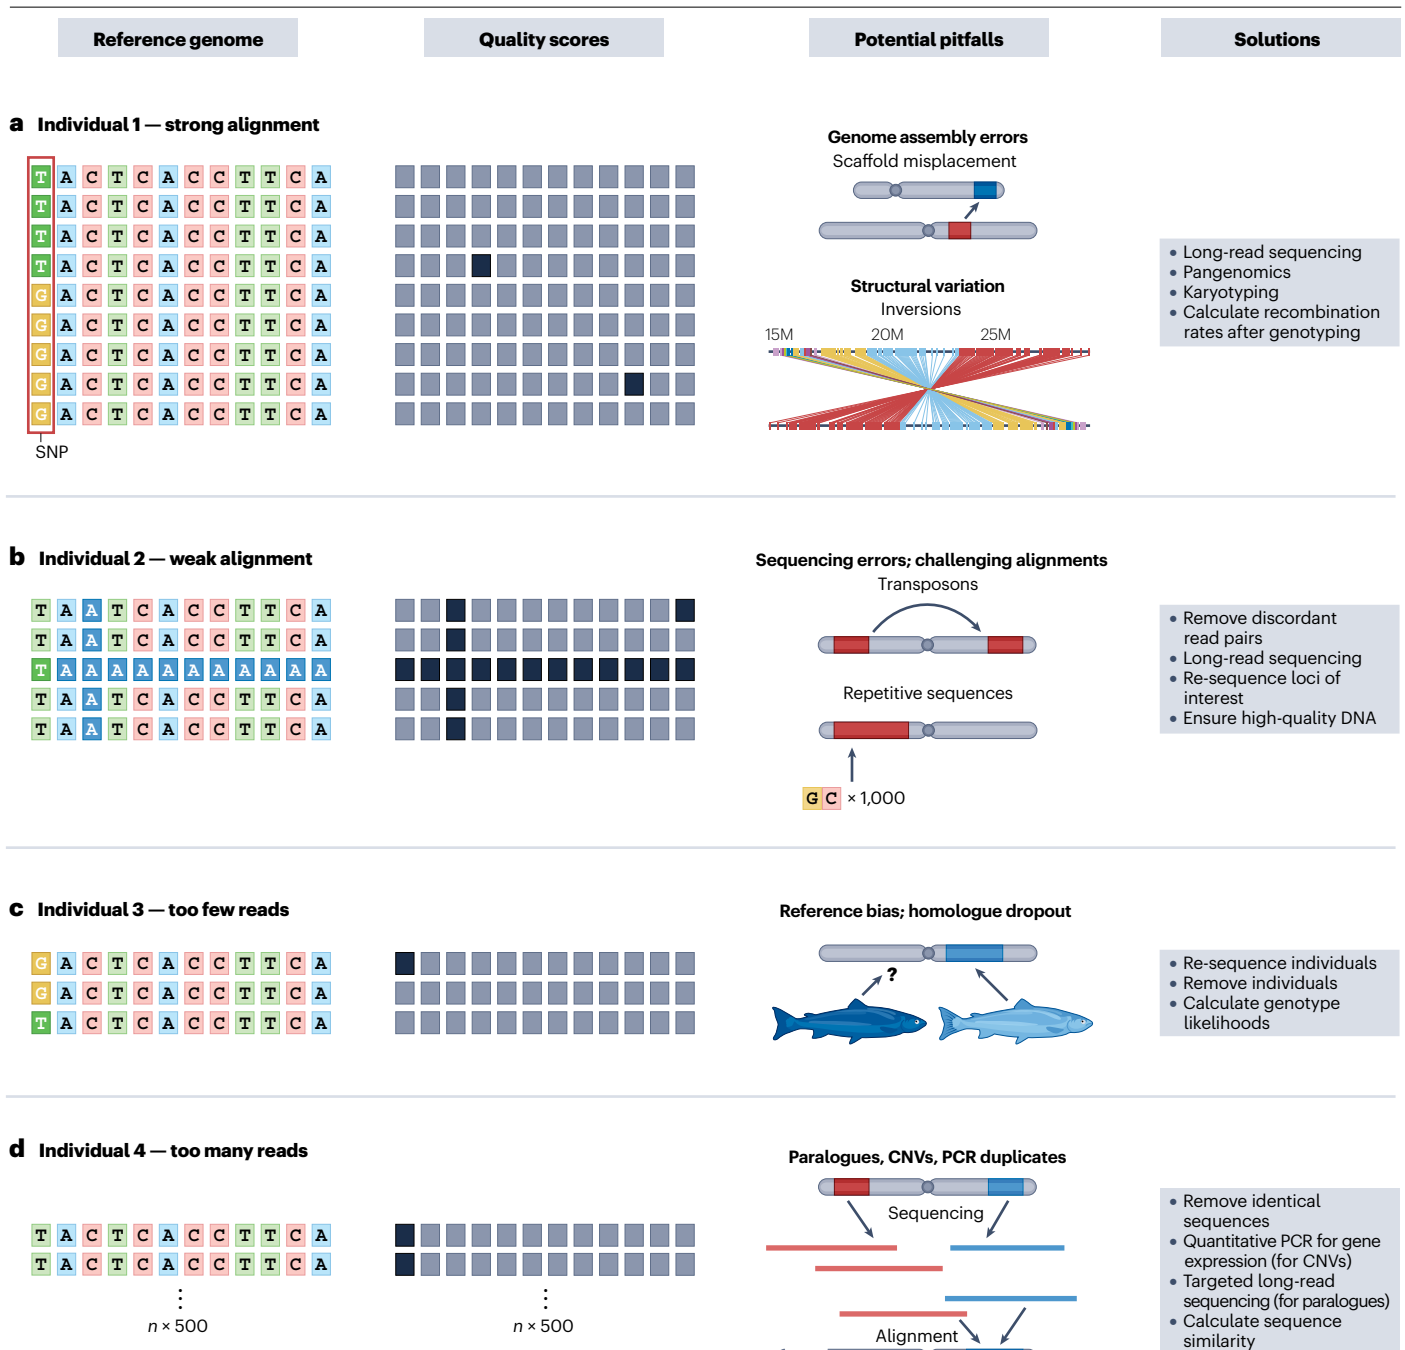 Reference genome
Quality scores
Potential pitfalls
Solutions
a Individual 1 — strong alignment
T A C T C A C C T T C A
T A C T C A C C T T C A
T A C T C A C C T T C A
T A C T C A C C T T C A
G A C T C A C C T T C A
G A C T C A C C T T C A
G A C T C A C C T T C A
G A C T C A C C T T C A
G A C T C A C C T T C A
SNP
Genome assembly errors
Scaffold misplacement
Structural variation
Inversions
15M 20M 25M
• Long-read sequencing
• Pangenomics
• Karyotyping
• Calculate recombination
rates after genotyping
b Individual 2 — weak alignment
T A A T C A C C T T C A
T A A T C A C C T T C A
T A A A A A A A A A A A
T A A T C A C C T T C A
T A A T C A C C T T C A
Sequencing errors; challenging alignments
Transposons
Repetitive sequences
G C × 1,000
• Remove discordant
read pairs
• Long-read sequencing
• Re-sequence loci of
interest
• Ensure high-quality DNA
c Individual 3 — too few reads
G A C T C A C C T T C A
G A C T C A C C T T C A
T A C T C A C C T T C A
Reference bias; homologue dropout
?
• Re-sequence individuals
• Remove individuals
• Calculate genotype
likelihoods
d Individual 4 — too many reads
T A C T C A C C T T C A
T A C T C A C C T T C A
n × 500
n × 500
Paralogues, CNVs, PCR duplicates
Sequencing
Alignment
• Remove identical
sequences
• Quantitative PCR for gene
expression (for CNVs)
• Targeted long-read
sequencing (for paralogues)
• Calculate sequence
similarity